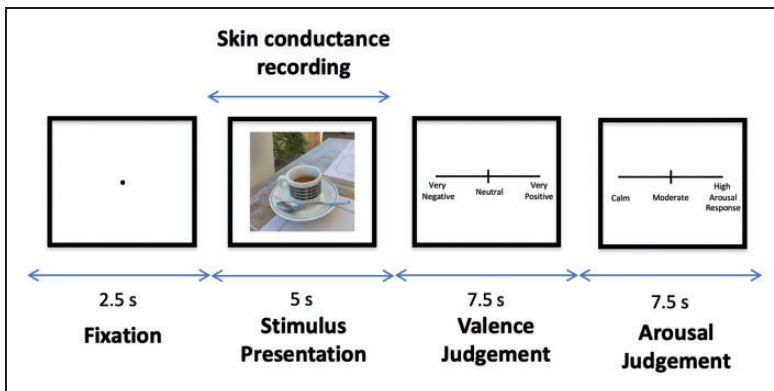 Skin conductance
recording
Very
Negative
Neutral
Very
Positive
Calm
Moderate
High
Arousal
Response
2.5 s
Fixation
5 s
Stimulus
Presentation
7.5 s
Valence
Judgement
7.5 s
Arousal
Judgement